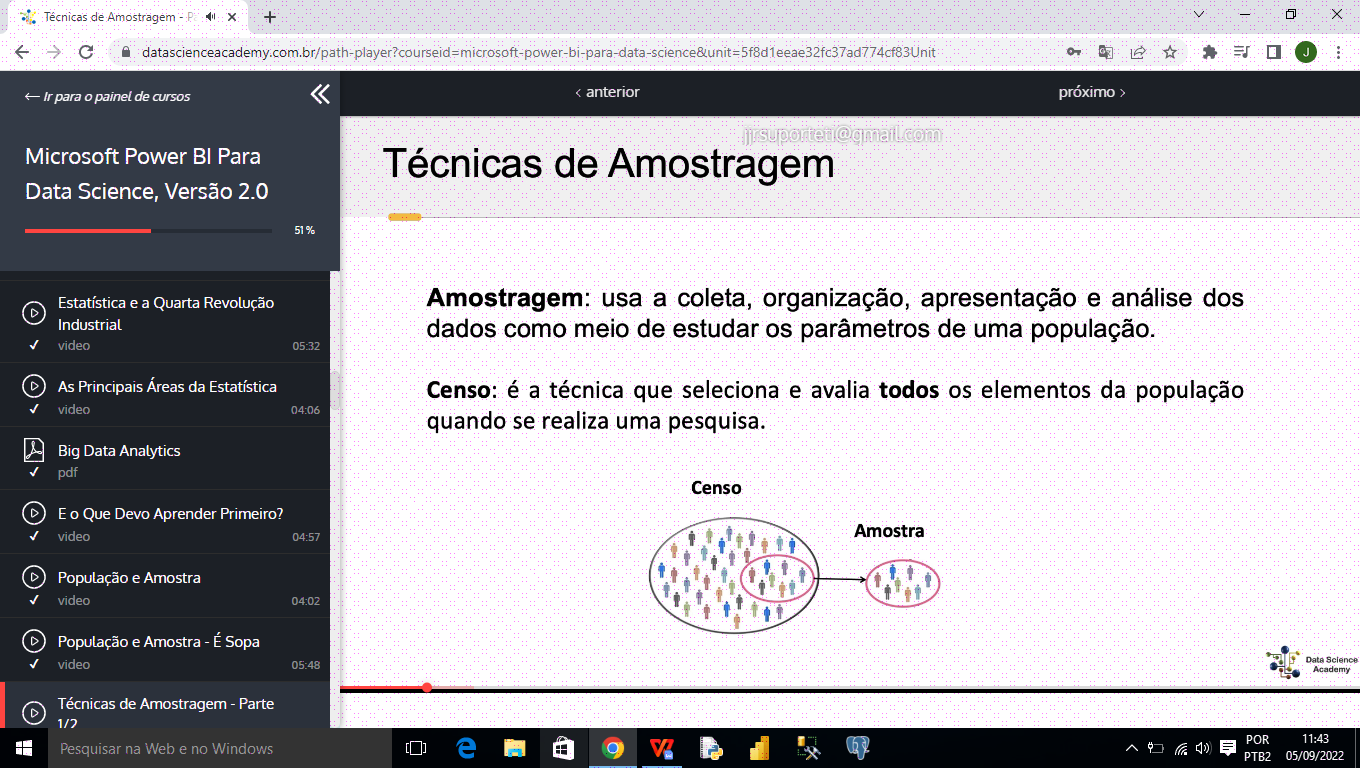 Técnicas de Amostragem - P
datascienceacademy.com.br/path-player?courseid=microsoft-power-bi-para-data-science&unit=5f8d1eeae32fc37ad774cf83Unit
J
← Ir para o painel de cursos
‹ anterior
próximo ›
Microsoft Power BI Para
Data Science, Versão 2.0
51 %
Estatística e a Quarta Revolução
Industrial
video 05:32
As Principais Áreas da Estatística
video 04:06
Big Data Analytics
pdf
E o Que Devo Aprender Primeiro?
video 04:57
População e Amostra
video 04:02
População e Amostra - É Sopa
video 05:48
Técnicas de Amostragem - Parte
1/2
jjrsuporteri@gmail.com
Técnicas de Amostragem
Amostragem: usa a coleta, organização, apresentação e análise dos
dados como meio de estudar os parâmetros de uma população.
Censo: é a técnica que seleciona e avalia todos os elementos da população
quando se realiza uma pesquisa.
Censo
Amostra
Data Science
Academy
Pesquisar na Web e no Windows
POR
PTB2
11:43
05/09/2022